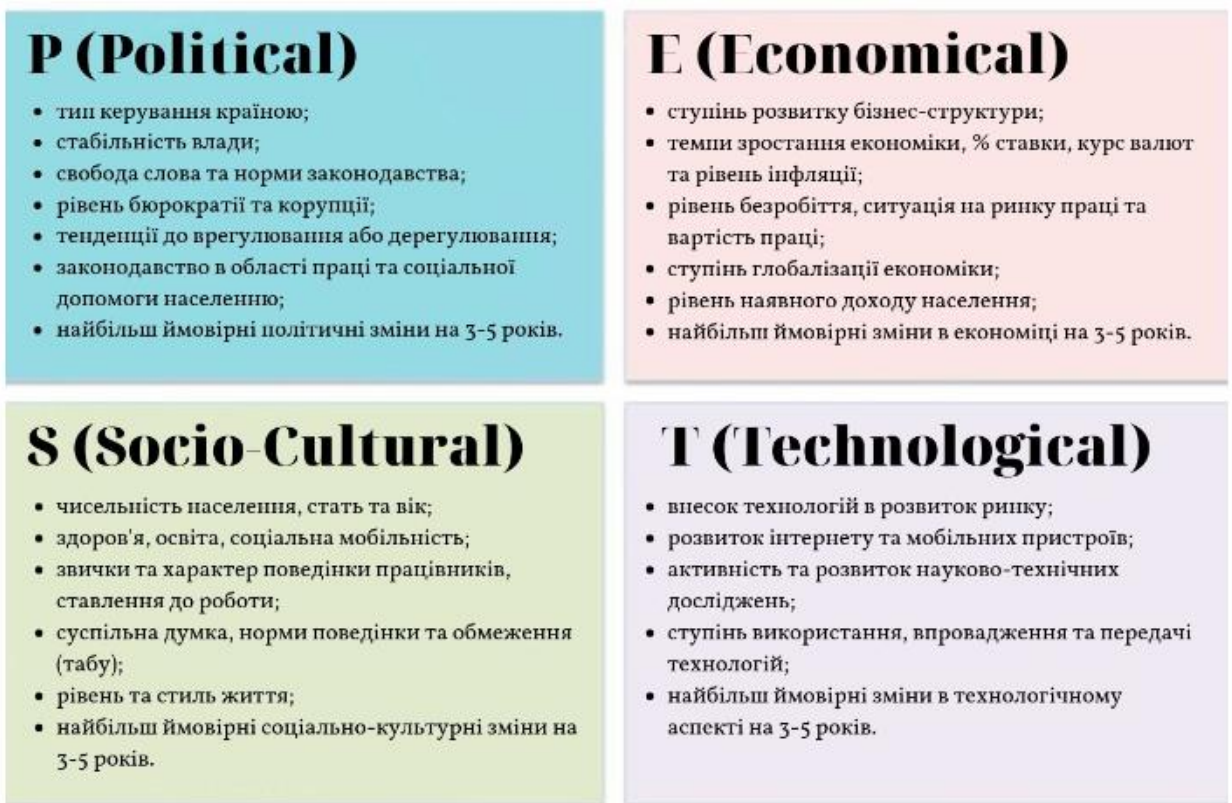 P (Political)
• тип керування країною;
• стабільність влади;
• свобода слова та норми законодавства;
• рівень бюрократії та корупції;
• тенденції до врегулювання або дерегулювання;
• законодавство в області праці та соціальної
допомоги населенню;
• найбільш ймовірні політичні зміни на 3-5 років.
E (Economical)
• ступінь розвитку бізнес-структури;
• темпи зростання економіки, % ставки, курс валют
та рівень інфляції;
• рівень безробіття, ситуація на ринку праці та
вартість праці;
• ступінь глобалізації економіки;
• рівень наявного доходу населення;
• найбільш ймовірні зміни в економіці на 3-5 років.
S (Socio-Cultural)
• чисельність населення, стать та вік;
• здоров'я, освіта, соціальна мобільність;
• звички та характер поведінки працівників,
ставлення до роботи;
• суспільна думка, норми поведінки та обмеження
(табу);
• рівень та стиль життя;
• найбільш ймовірні соціально-культурні зміни на
3-5 років.
T (Technological)
• внесок технологій в розвиток ринку;
• розвиток інтернету та мобільних пристроїв;
• активність та розвиток науково-технічних
досліджень;
• ступінь використання, впровадження та передачі
технологій;
• найбільш ймовірні зміни в технологічному
аспекті на 3-5 років.